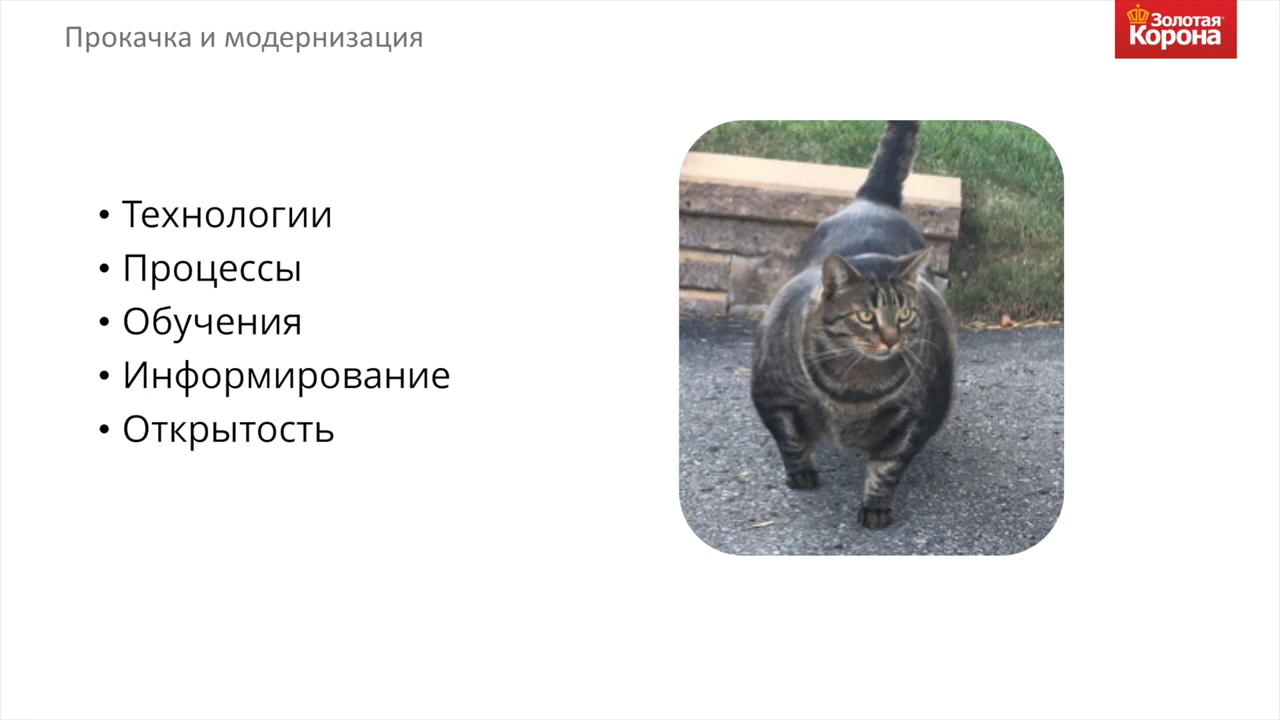 Прокачка и модернизация
Золотая
Корона
• Технологии
• Процессы
• Обучения
• Информирование
• Открытость